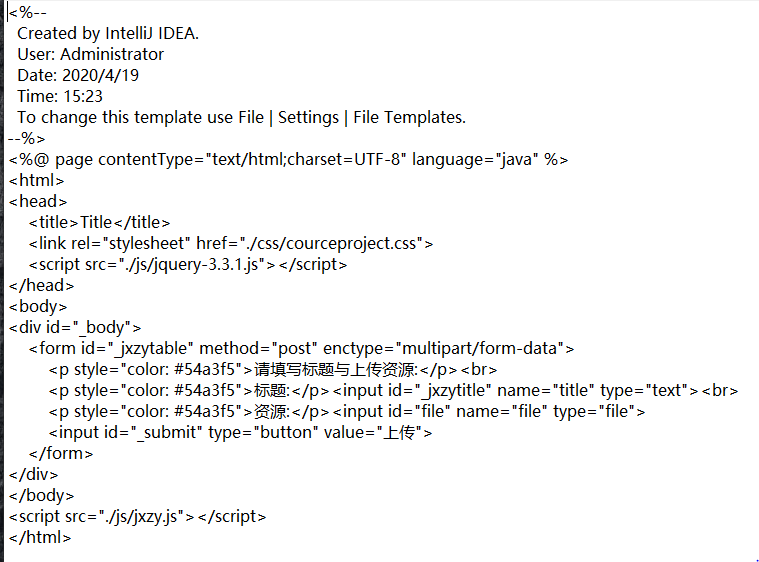 <%--
  Created by IntelliJ IDEA.
  User: Administrator
  Date: 2020/4/19
  Time: 15:23
  To change this template use File | Settings | File Templates.
--%>
<%@ page contentType="text/html;charset=UTF-8" language="java" %>
<html>
<head>
    <title>Title</title>
    <link rel="stylesheet" href="./css/courceproject.css">
    <script src="./js/jquery-3.3.1.js"></script>
</head>
<body>
<div id="_body">
    <form id="_jxzytable" method="post" enctype="multipart/form-data">
        <p style="color: #54a3f5">请填写标题与上传资源:</p><br>
        <p style="color: #54a3f5">标题:</p><input id="_jxzytitle" name="title" type="text"><br>
        <p style="color: #54a3f5">资源:</p><input id="file" name="file" type="file">
        <input id="_submit" type="button" value="上传">
    </form>
</div>
</body>
<script src="./js/jxzy.js"></script>
</html>